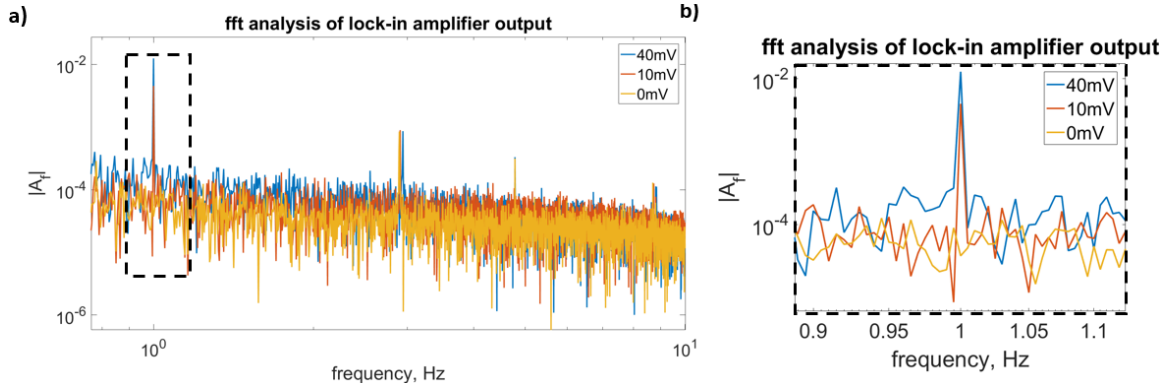 a)
fft analysis of lock-in amplifier output
40mV
10mV
0mV
10⁻²
10⁻⁴
10⁻⁶
|A_f|
10⁰
10¹
frequency, Hz
b)
fft analysis of lock-in amplifier output
40mV
10mV
0mV
10⁻²
10⁻⁴
|A_f|
0.9
0.95
1
1.05
1.1
frequency, Hz